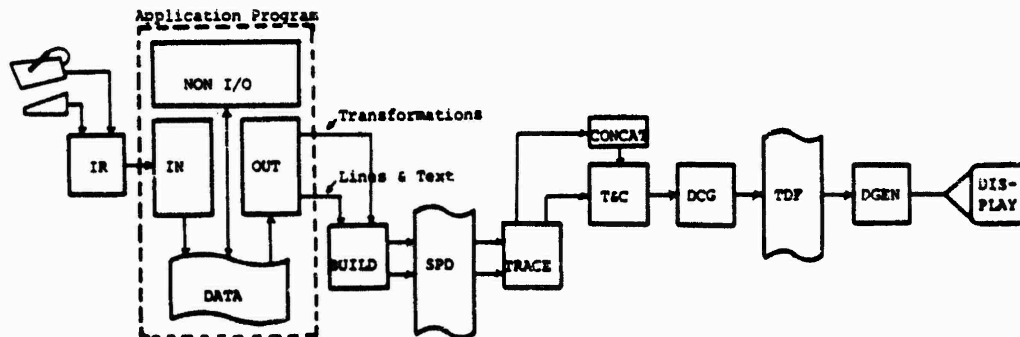 Application Program
NON I/O
Transformations
CONCAT
IR
IN
OUT
Lines & Text
T&C
DCG
TDF
DGEN
DIS-
PLAY
BUILD
SPD
TRACE
DATA